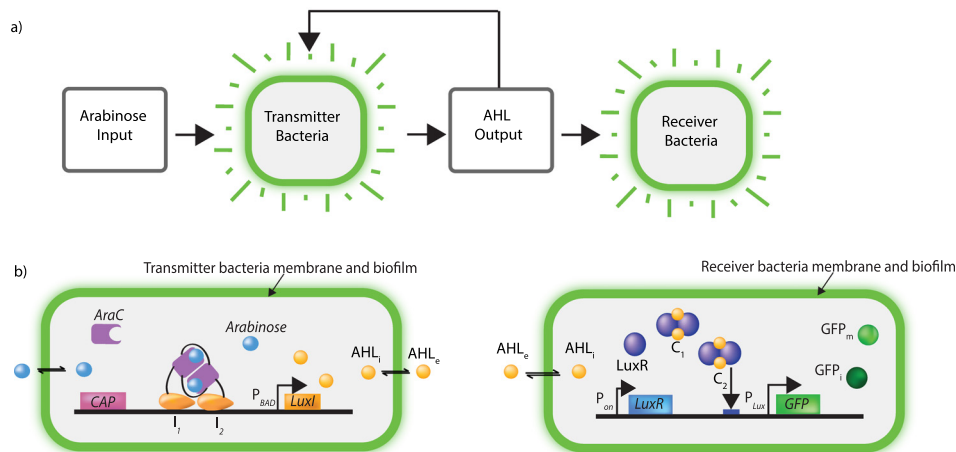 a)
Arabinose
Input
Transmitter
Bacteria
AHL
Output
Receiver
Bacteria
b)
Transmitter bacteria membrane and biofilm
AraC
Arabinose
AHLi
AHLe
CAP
I1
I2
PBAD
LuxI
Receiver bacteria membrane and biofilm
AHLe
AHLi
LuxR
C1
C2
GFPm
GFPi
Pon
LuxR
PLux
GFP